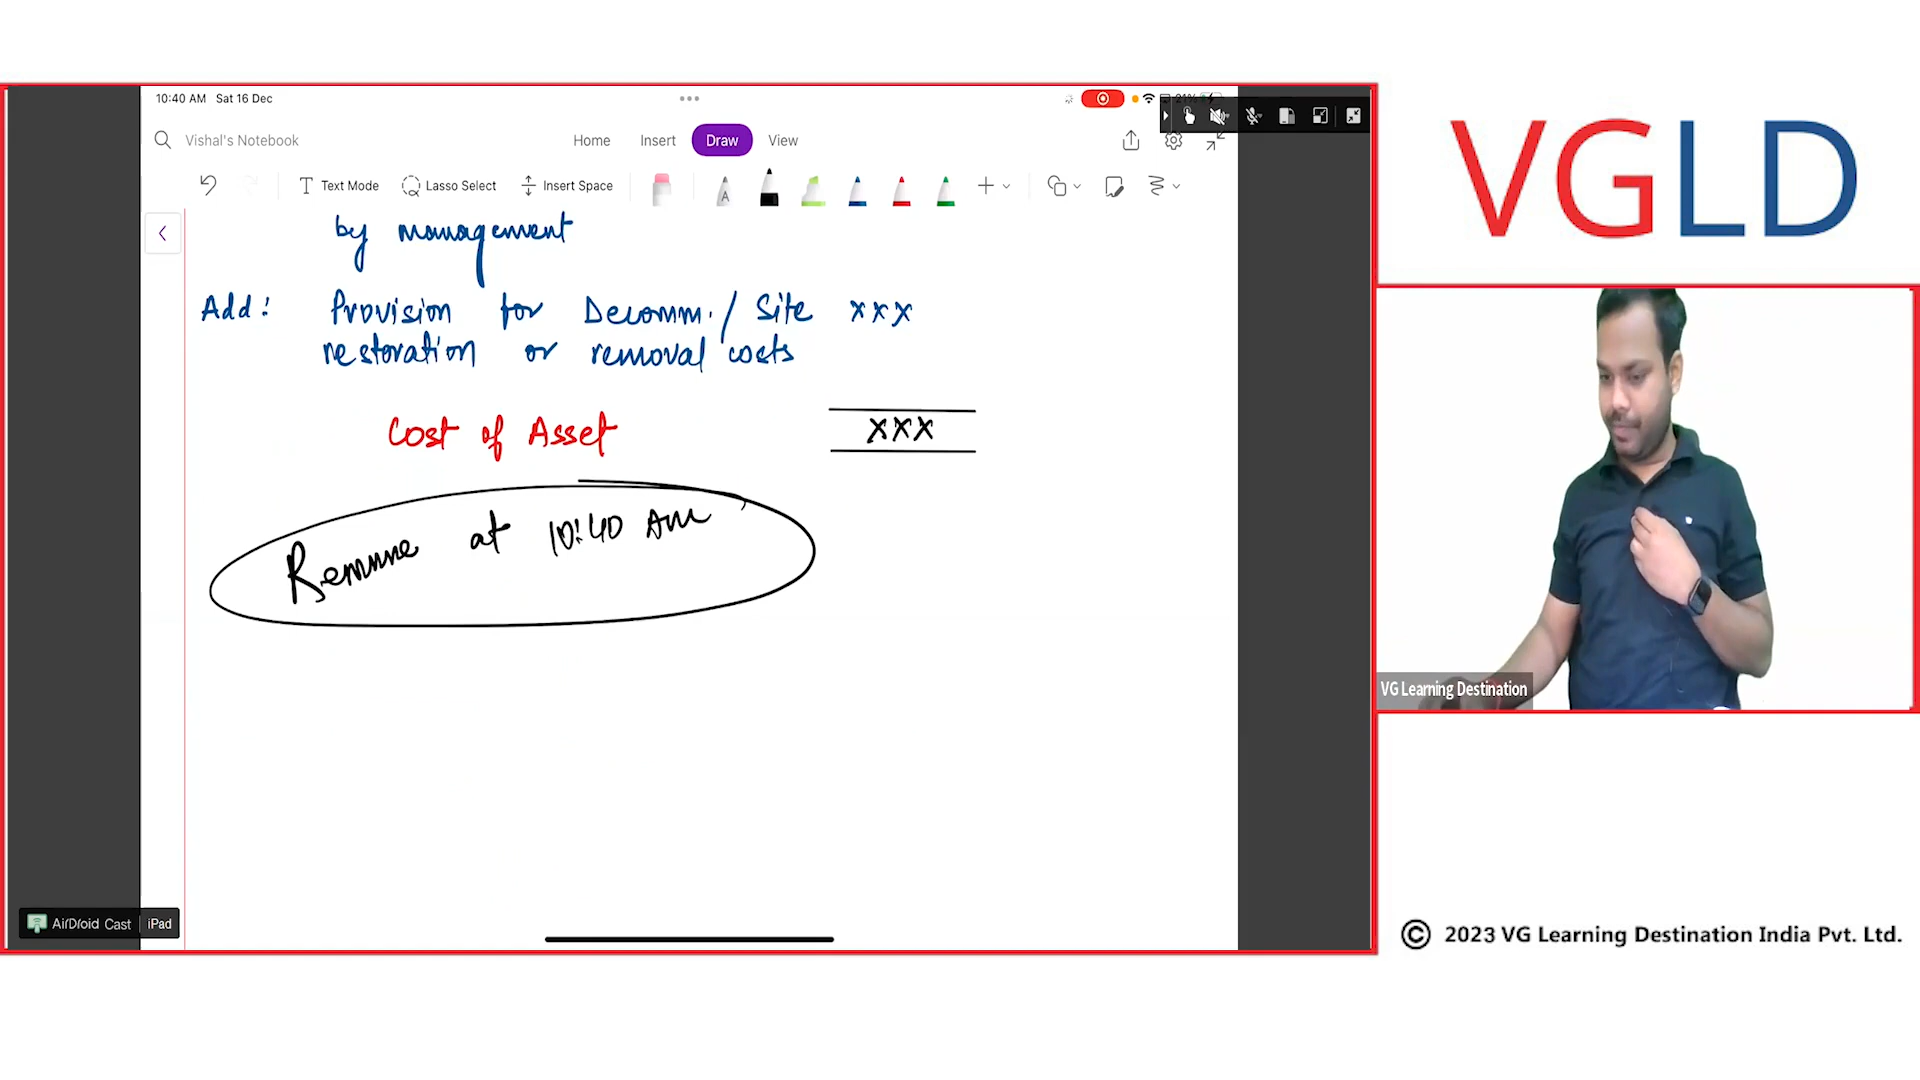 10:40 AM Sat 16 Dec
21%
Vishal's Notebook
Home Insert Draw View
Text Mode Lasso Select Insert Space
by management
Add: Provision for Decomm. / Site xxx
restoration or removal costs
Cost of Asset xxx
at 10:40 AM
AirDroid Cast iPad
VGLD
VG Learning Destination
© 2023 VG Learning Destination India Pvt. Ltd.